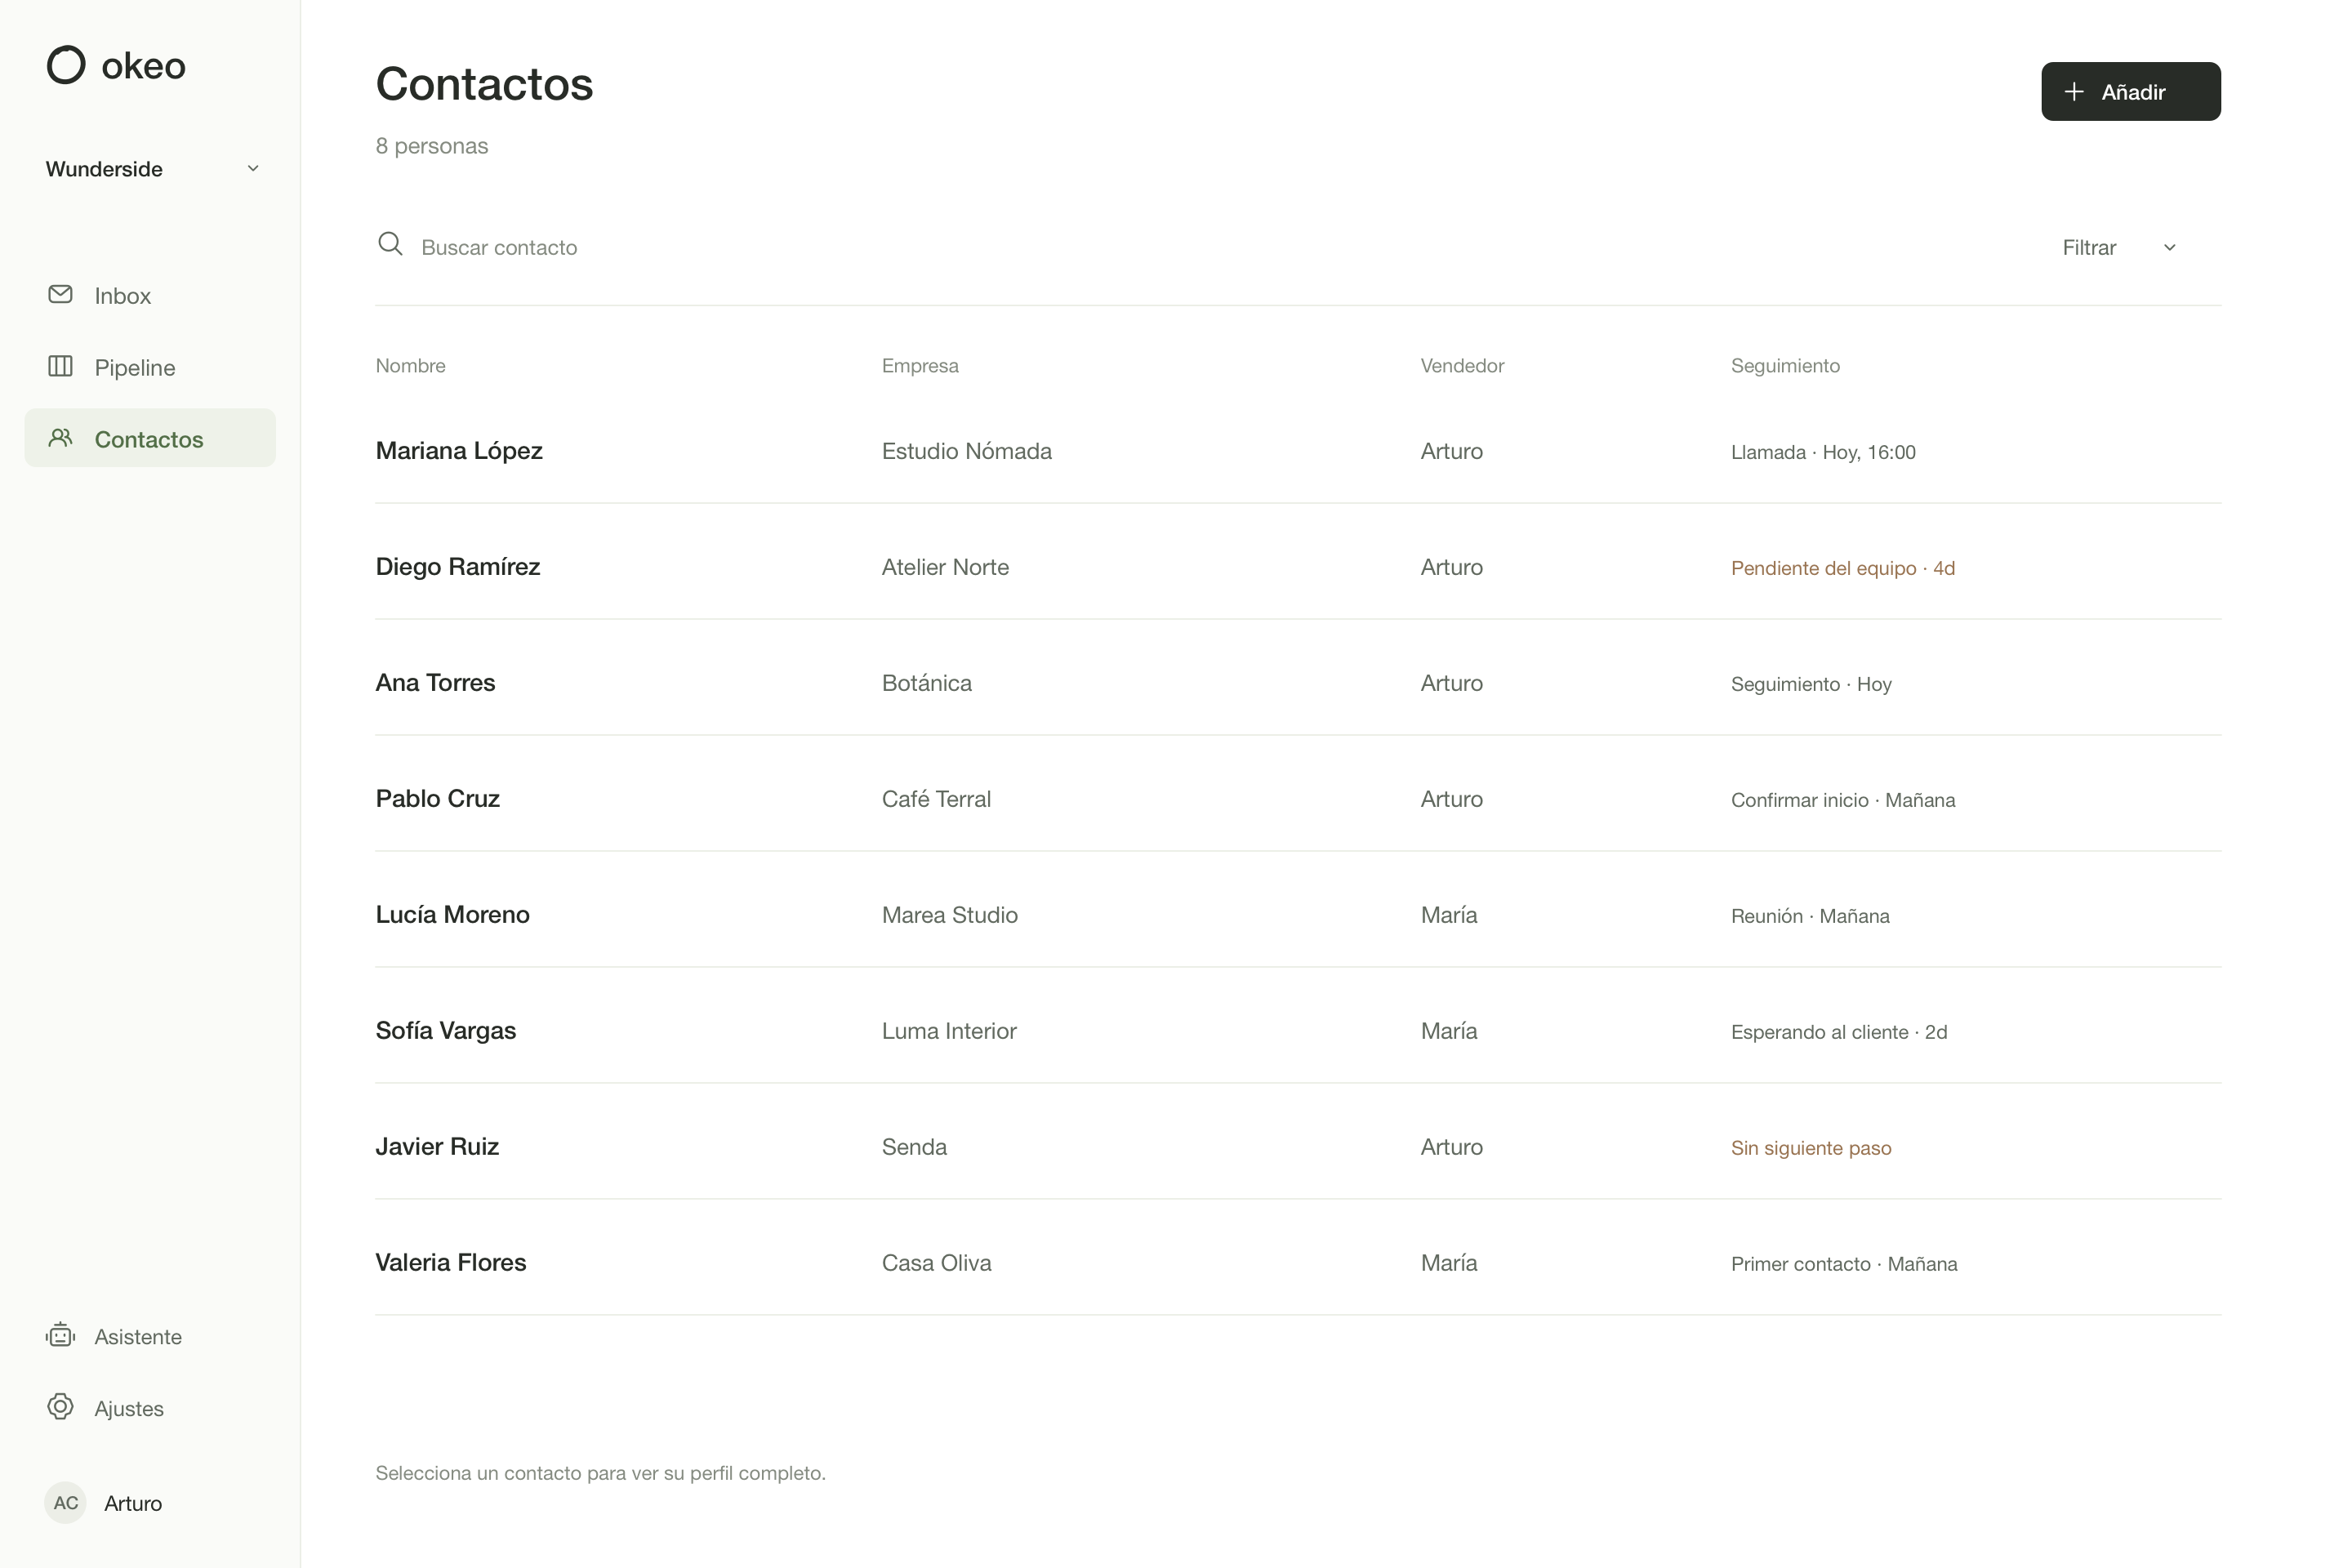 okeo
Wunderside
Inbox
Pipeline
Contactos
Asistente
Ajustes
AC Arturo
Contactos
8 personas
Añadir
Buscar contacto
Filtrar
Nombre Empresa Vendedor Seguimiento
Mariana López Estudio Nómada Arturo Llamada · Hoy, 16:00
Diego Ramírez Atelier Norte Arturo Pendiente del equipo · 4d
Ana Torres Botánica Arturo Seguimiento · Hoy
Pablo Cruz Café Terral Arturo Confirmar inicio · Mañana
Lucía Moreno Marea Studio María Reunión · Mañana
Sofía Vargas Luma Interior María Esperando al cliente · 2d
Javier Ruiz Senda Arturo Sin siguiente paso
Valeria Flores Casa Oliva María Primer contacto · Mañana
Selecciona un contacto para ver su perfil completo.